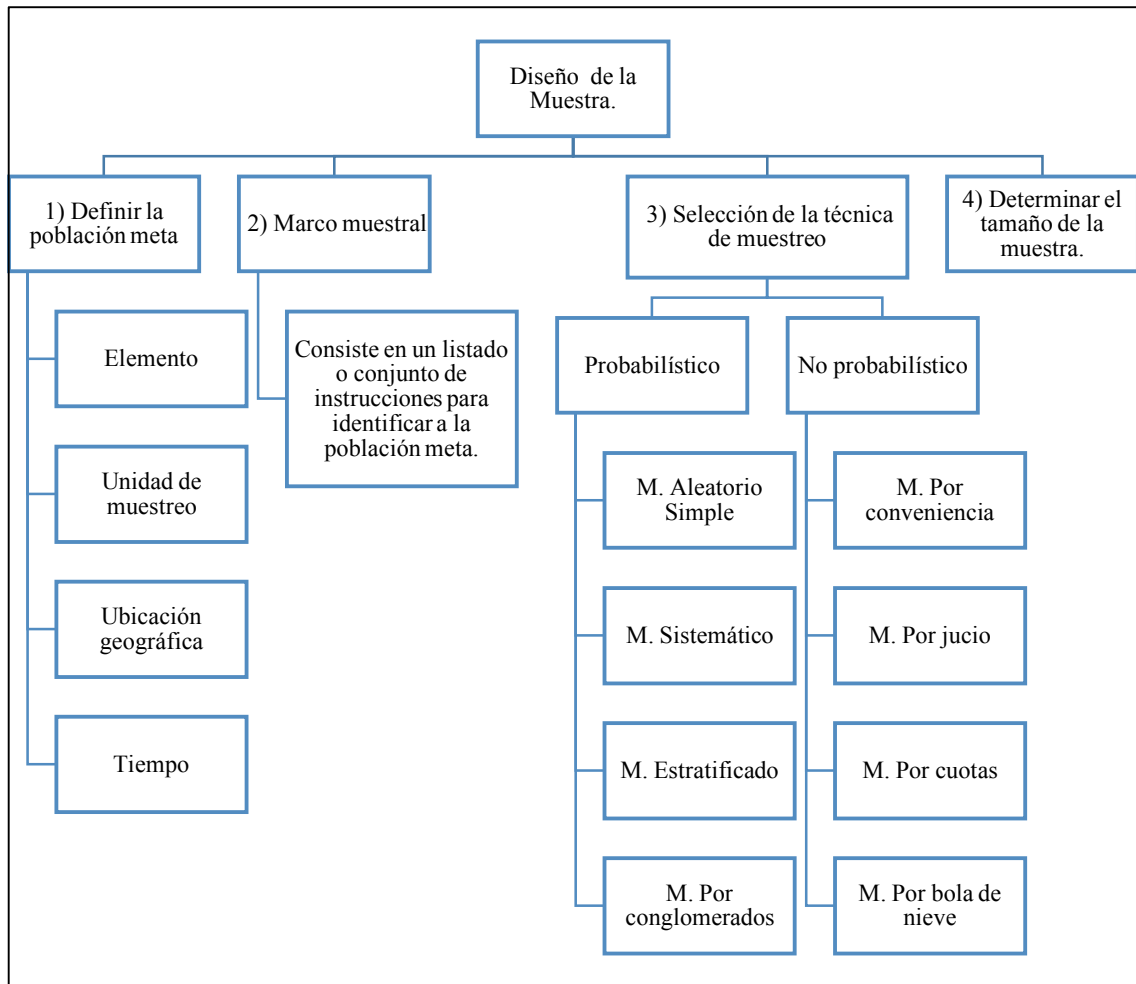 Diseño de la
Muestra.
1) Definir la
población meta
2) Marco muestral
3) Selección de la técnica
de muestreo
4) Determinar el
tamaño de la
muestra.
Elemento
Unidad de
muestreo
Ubicación
geográfica
Tiempo
Consiste en un listado
o conjunto de
instrucciones para
identificar a la
población meta.
Probabilístico
No probabilístico
M. Aleatorio
Simple
M. Sistemático
M. Estratificado
M. Por
conglomerados
M. Por
conveniencia
M. Por jucio
M. Por cuotas
M. Por bola de
nieve